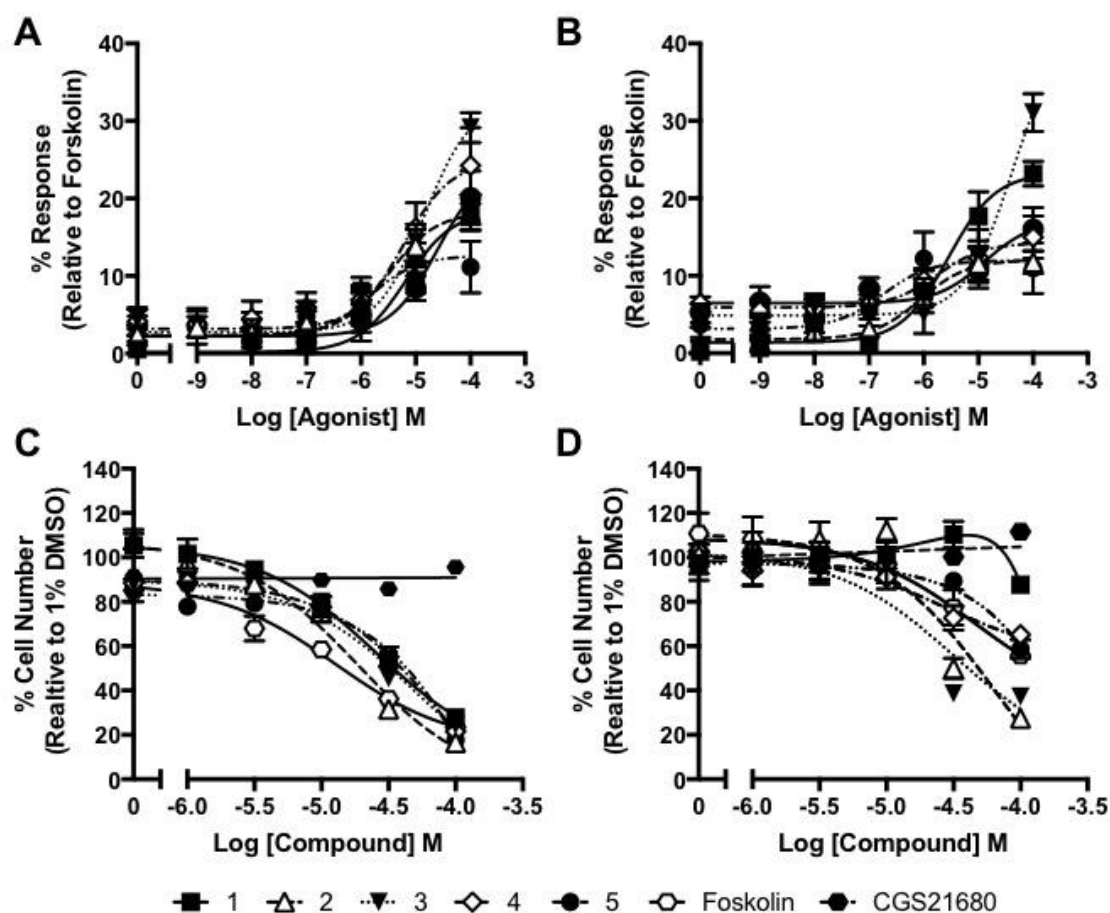 A
% Response
(Relative to Forskolin)
40
30
20
10
0
0 -9 -8 -7 -6 -5 -4 -3
Log [Agonist] M
B
% Response
(Relative to Forskolin)
40
30
20
10
0
0 -9 -8 -7 -6 -5 -4 -3
Log [Agonist] M
C
% Cell Number
(Realtive to 1% DMSO)
140
120
100
80
60
40
20
0
0 -6.0 -5.5 -5.0 -4.5 -4.0 -3.5
Log [Compound] M
D
% Cell Number
(Realtive to 1% DMSO)
140
120
100
80
60
40
20
0
0 -6.0 -5.5 -5.0 -4.5 -4.0 -3.5
Log [Compound] M
1 2 3 4 5 Foskolin CGS21680